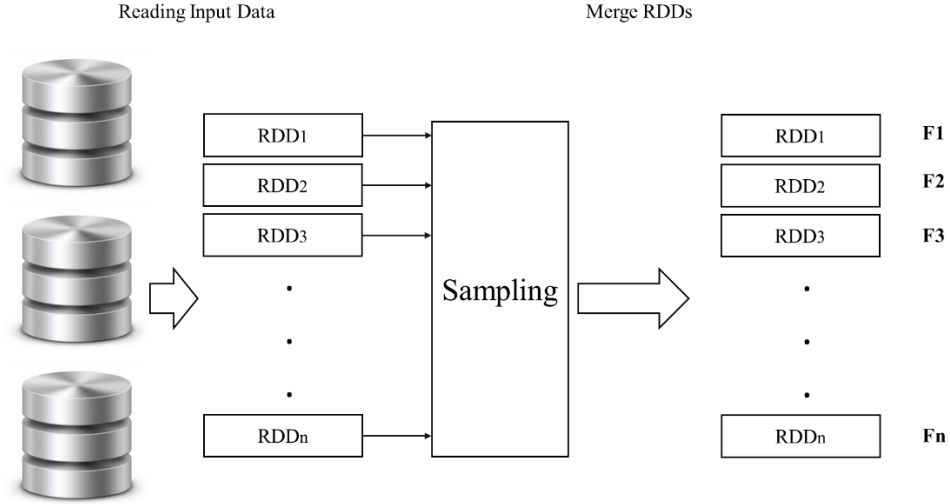 Reading Input Data
Merge RDDs
RDD1
RDD2
RDD3
RDDn
Sampling
RDD1
F1
RDD2
F2
RDD3
F3
RDDn
Fn